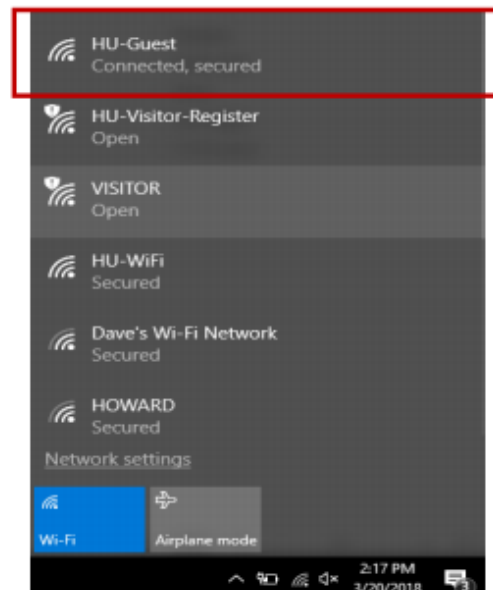 HU-Guest
Connected, secured
HU-Visitor-Register
Open
VISITOR
Open
HU-WiFi
Secured
Dave's Wi-Fi Network
Secured
HOWARD
Secured
Network settings
Wi-Fi
Airplane mode
2:17 PM
3/20/2018
3